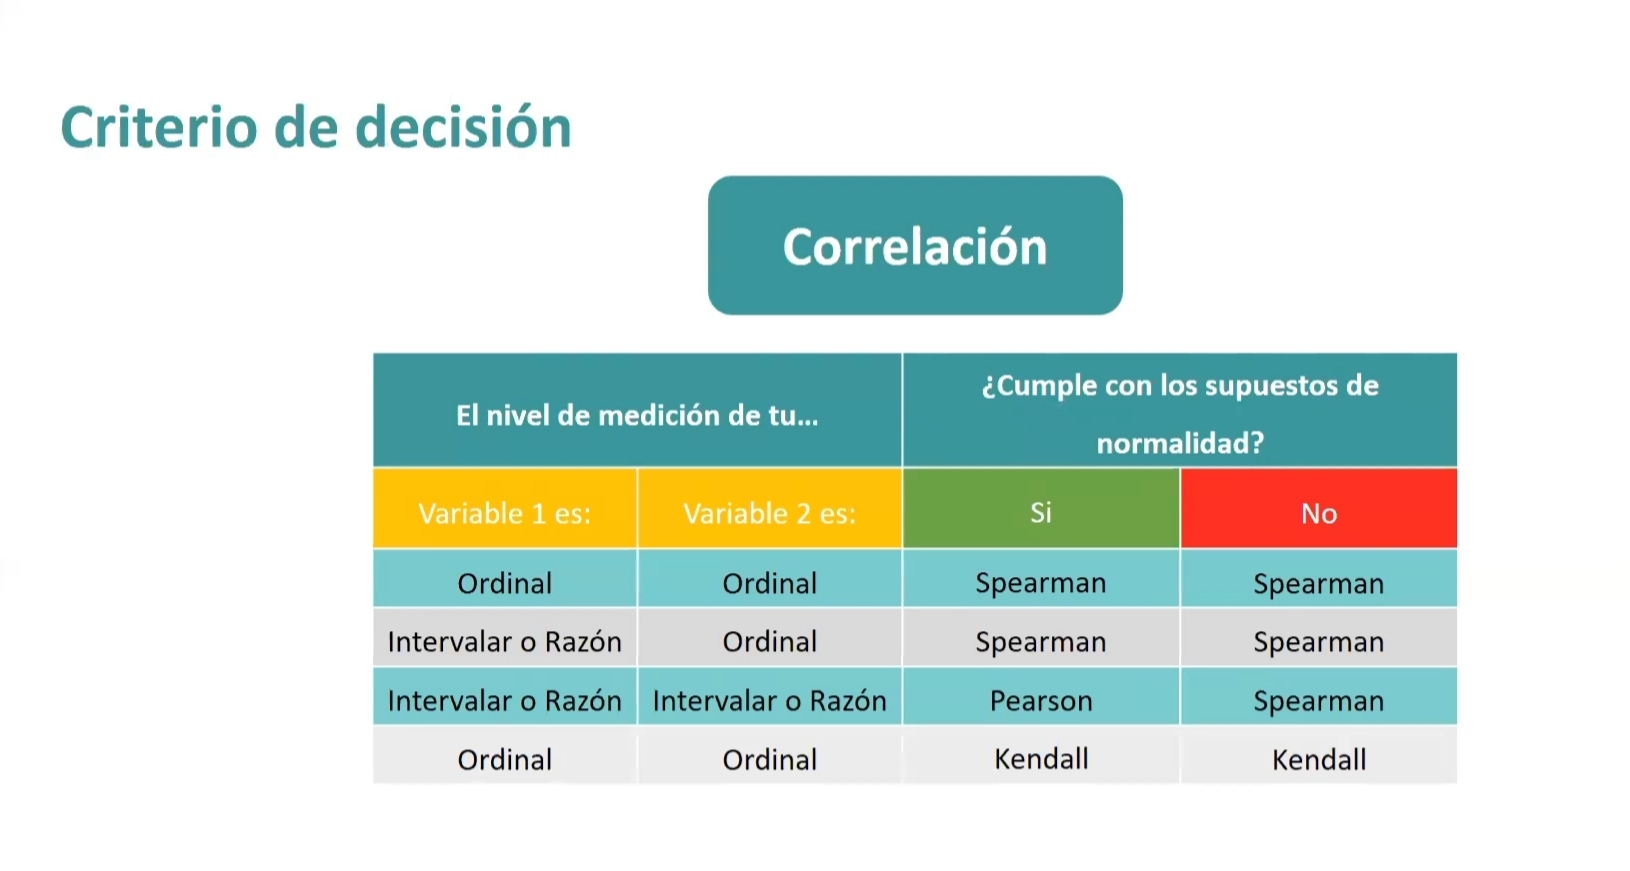 Criterio de decisión
Correlación
El nivel de medición de tu...
¿Cumple con los supuestos de
normalidad?
Variable 1 es:
Variable 2 es:
Si
No
Ordinal
Ordinal
Spearman
Spearman
Intervalar o Razón
Ordinal
Spearman
Spearman
Intervalar o Razón
Intervalar o Razón
Pearson
Spearman
Ordinal
Ordinal
Kendall
Kendall